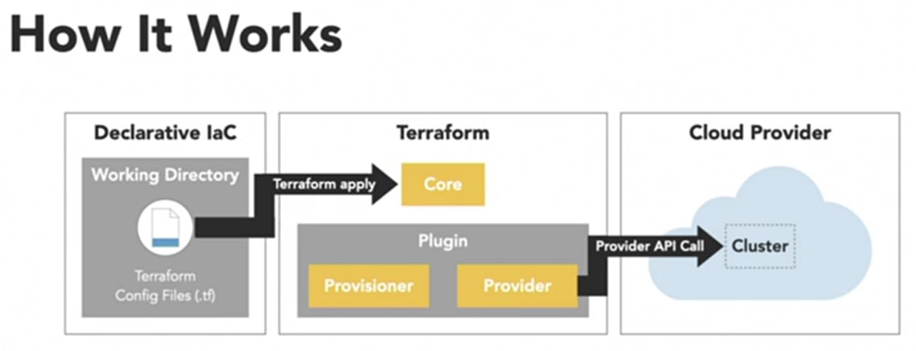 How It Works
Declarative IaC
Working Directory
Terraform
Config Files (.tf)
Terraform apply
Terraform
Core
Plugin
Provisioner
Provider
Provider API Call
Cloud Provider
Cluster